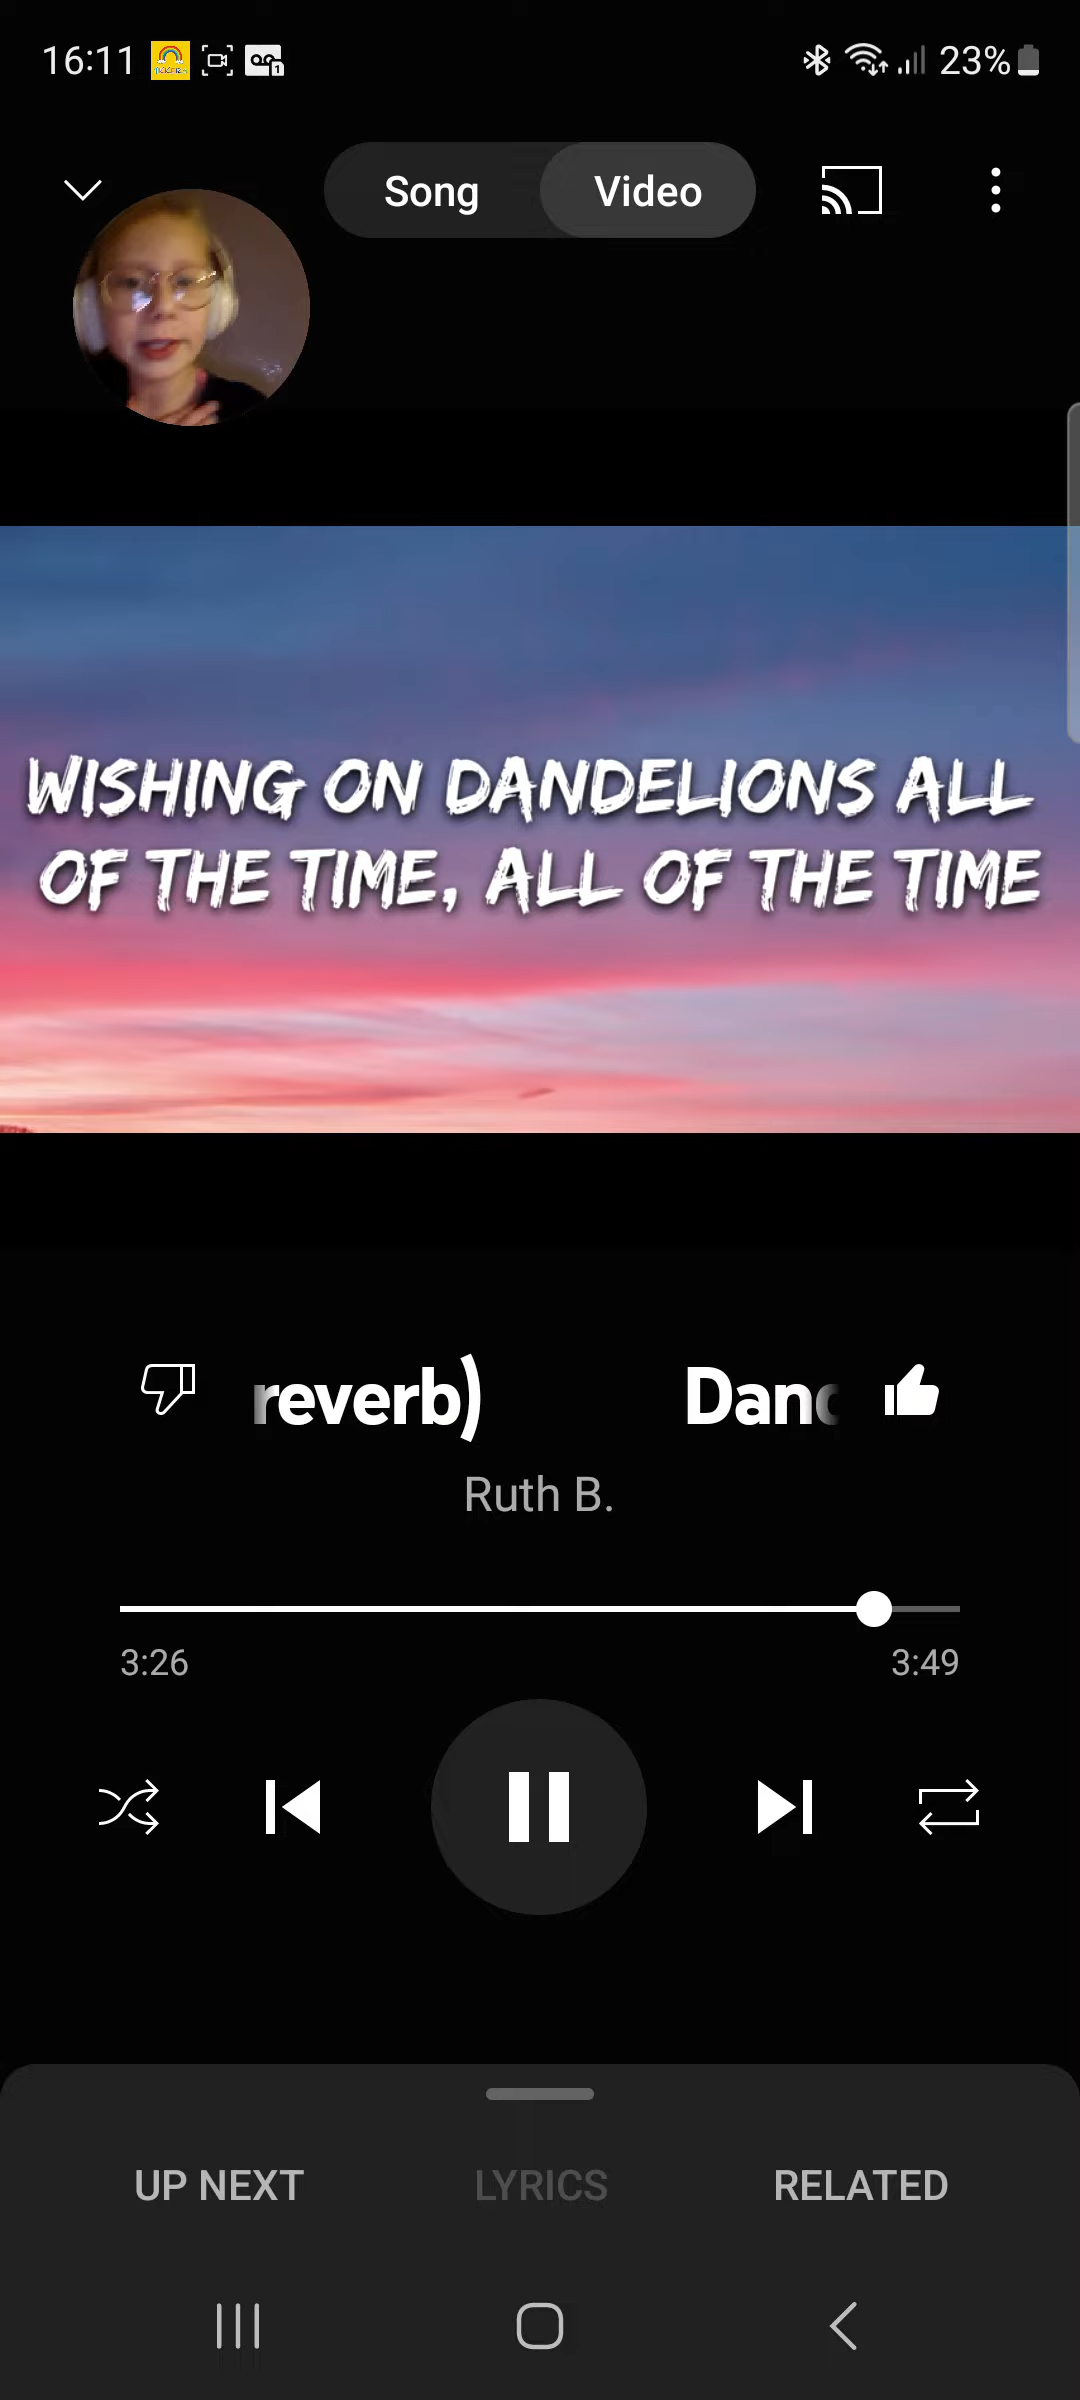 16:11
23%
Song Video
WISHING ON DANDELIONS ALL
OF THE TIME, ALL OF THE TIME
reverb) Dand
Ruth B.
3:26 3:49
UP NEXT LYRICS RELATED